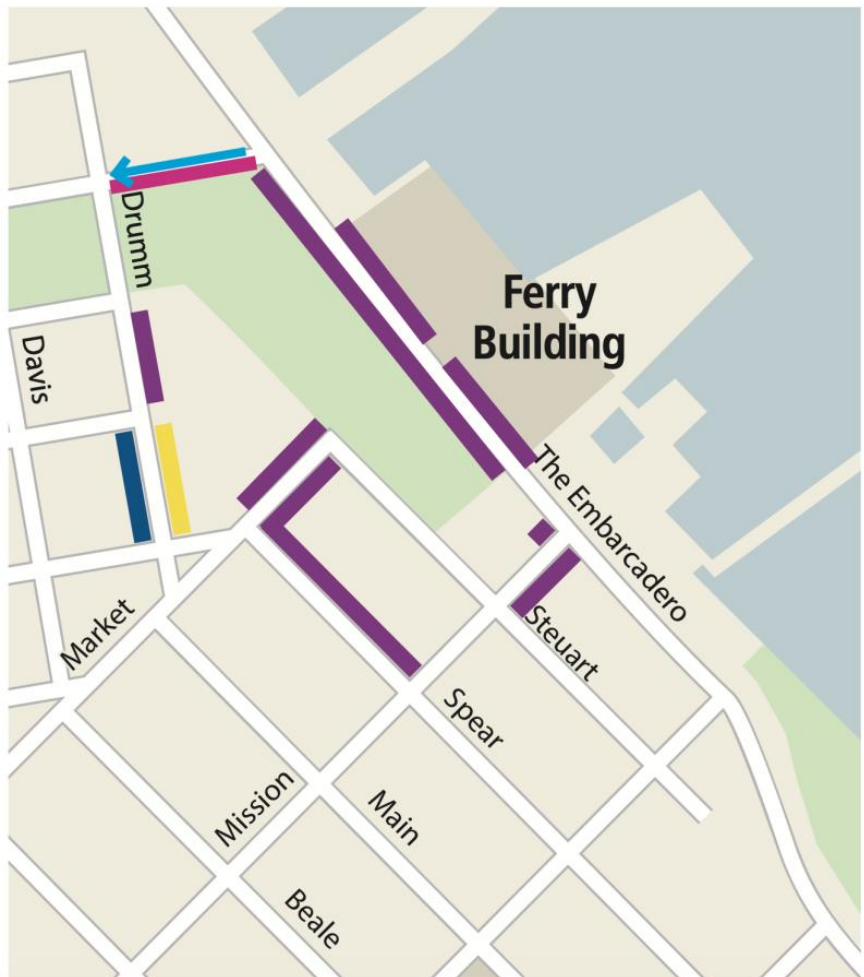 Drumm
Ferry
Building
Davis
The Embarcadero
Market
Steuart
Spear
Mission
Main
Beale